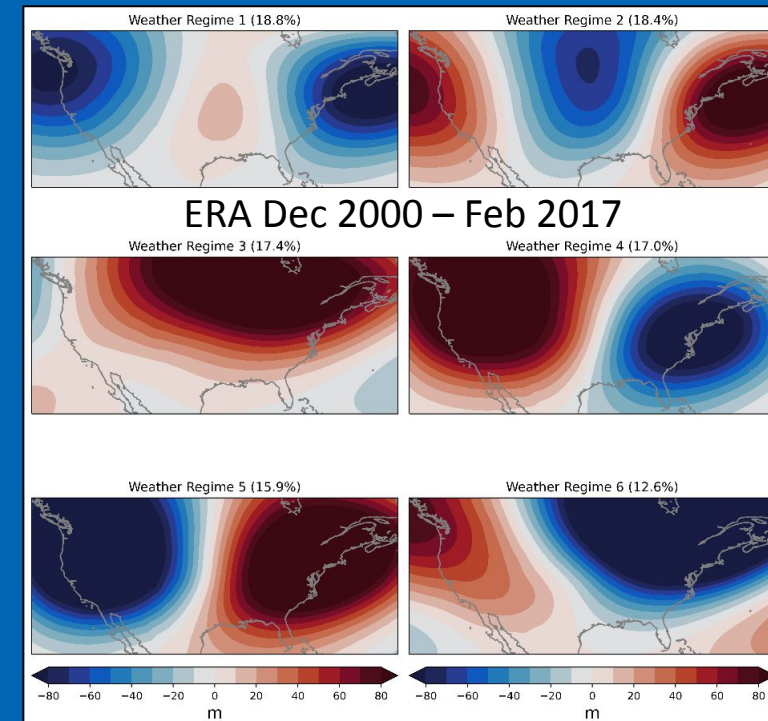 Weather Regime 1 (18.8%) Weather Regime 2 (18.4%)
ERA Dec 2000 – Feb 2017
Weather Regime 3 (17.4%) Weather Regime 4 (17.0%)
Weather Regime 5 (15.9%) Weather Regime 6 (12.6%)
−80 −60 −40 −20 0 20 40 60 80 −80 −60 −40 −20 0 20 40 60 80
m m